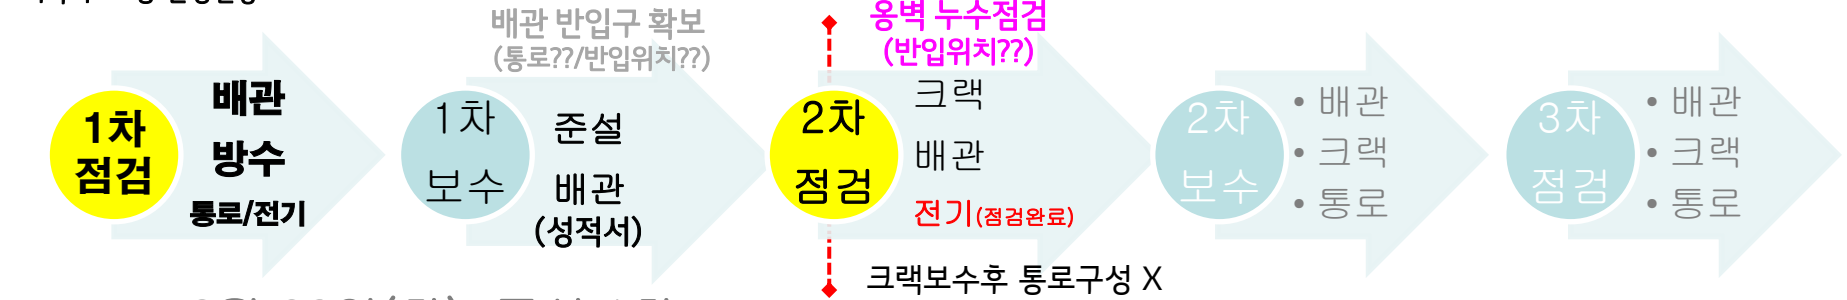 배관 반입구 확보
(통로??/반입위치??)
옹벽 누수점검
(반입위치??)
1차
점검
배관
방수
통로/전기
1차
보수
준설
배관
(성적서)
2차
점검
크랙
배관
전기(점검완료)
크랙보수후 통로구성 X
2차
보수
• 배관
• 크랙
• 통로
3차
점검
• 배관
• 크랙
• 통로